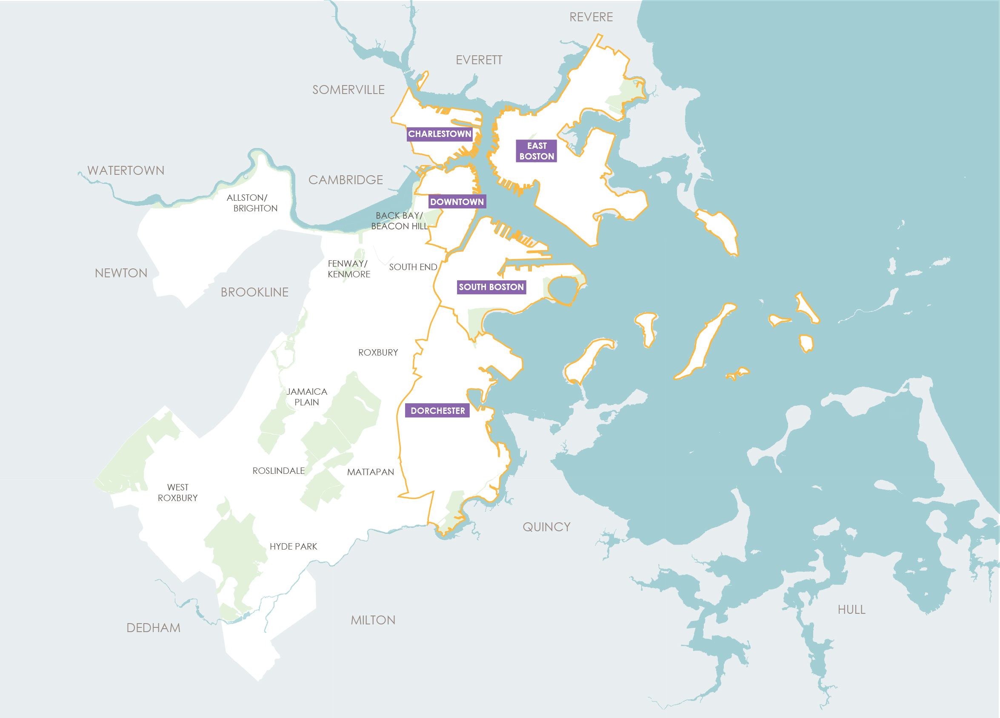 REVERE
EVERETT
SOMERVILLE
CHARLESTOWN
EAST
BOSTON
WATERTOWN
CAMBRIDGE
ALLSTON/
BRIGHTON
DOWNTOWN
BACK BAY/
BEACON HILL
FENWAY/
KENMORE
SOUTH END
NEWTON
BROOKLINE
SOUTH BOSTON
ROXBURY
JAMAICA
PLAIN
DORCHESTER
ROSLINDALE
MATTAPAN
WEST
ROXBURY
QUINCY
HYDE PARK
HULL
MILTON
DEDHAM